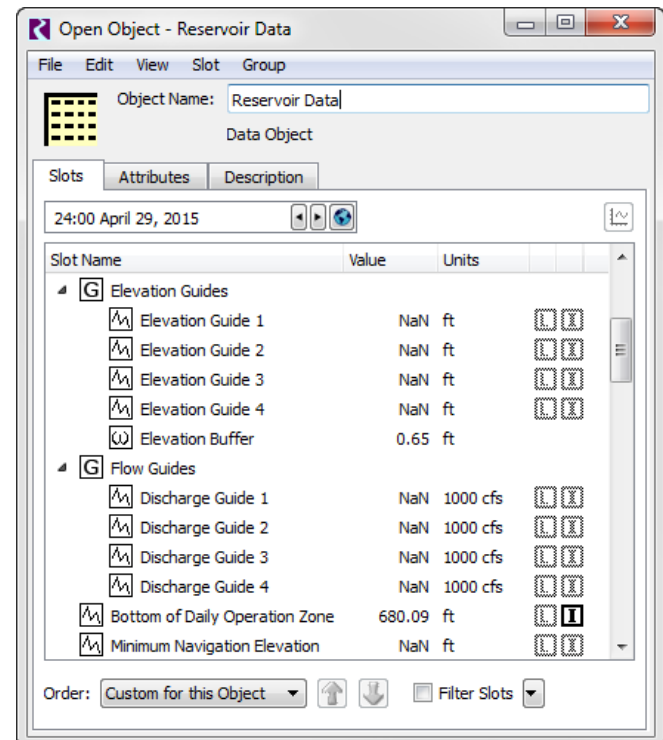 Open Object - Reservoir Data
File Edit View Slot Group
Object Name: Reservoir Data
Data Object
Slots Attributes Description
24:00 April 29, 2015
Slot Name Value Units
G Elevation Guides
Elevation Guide 1 NaN ft L I
Elevation Guide 2 NaN ft L I
Elevation Guide 3 NaN ft L I
Elevation Guide 4 NaN ft L I
ω Elevation Buffer 0.65 ft
G Flow Guides
Discharge Guide 1 NaN 1000 cfs L I
Discharge Guide 2 NaN 1000 cfs L I
Discharge Guide 3 NaN 1000 cfs L I
Discharge Guide 4 NaN 1000 cfs L I
Bottom of Daily Operation Zone 680.09 ft L I
Minimum Navigation Elevation NaN ft L I
Order: Custom for this Object Filter Slots